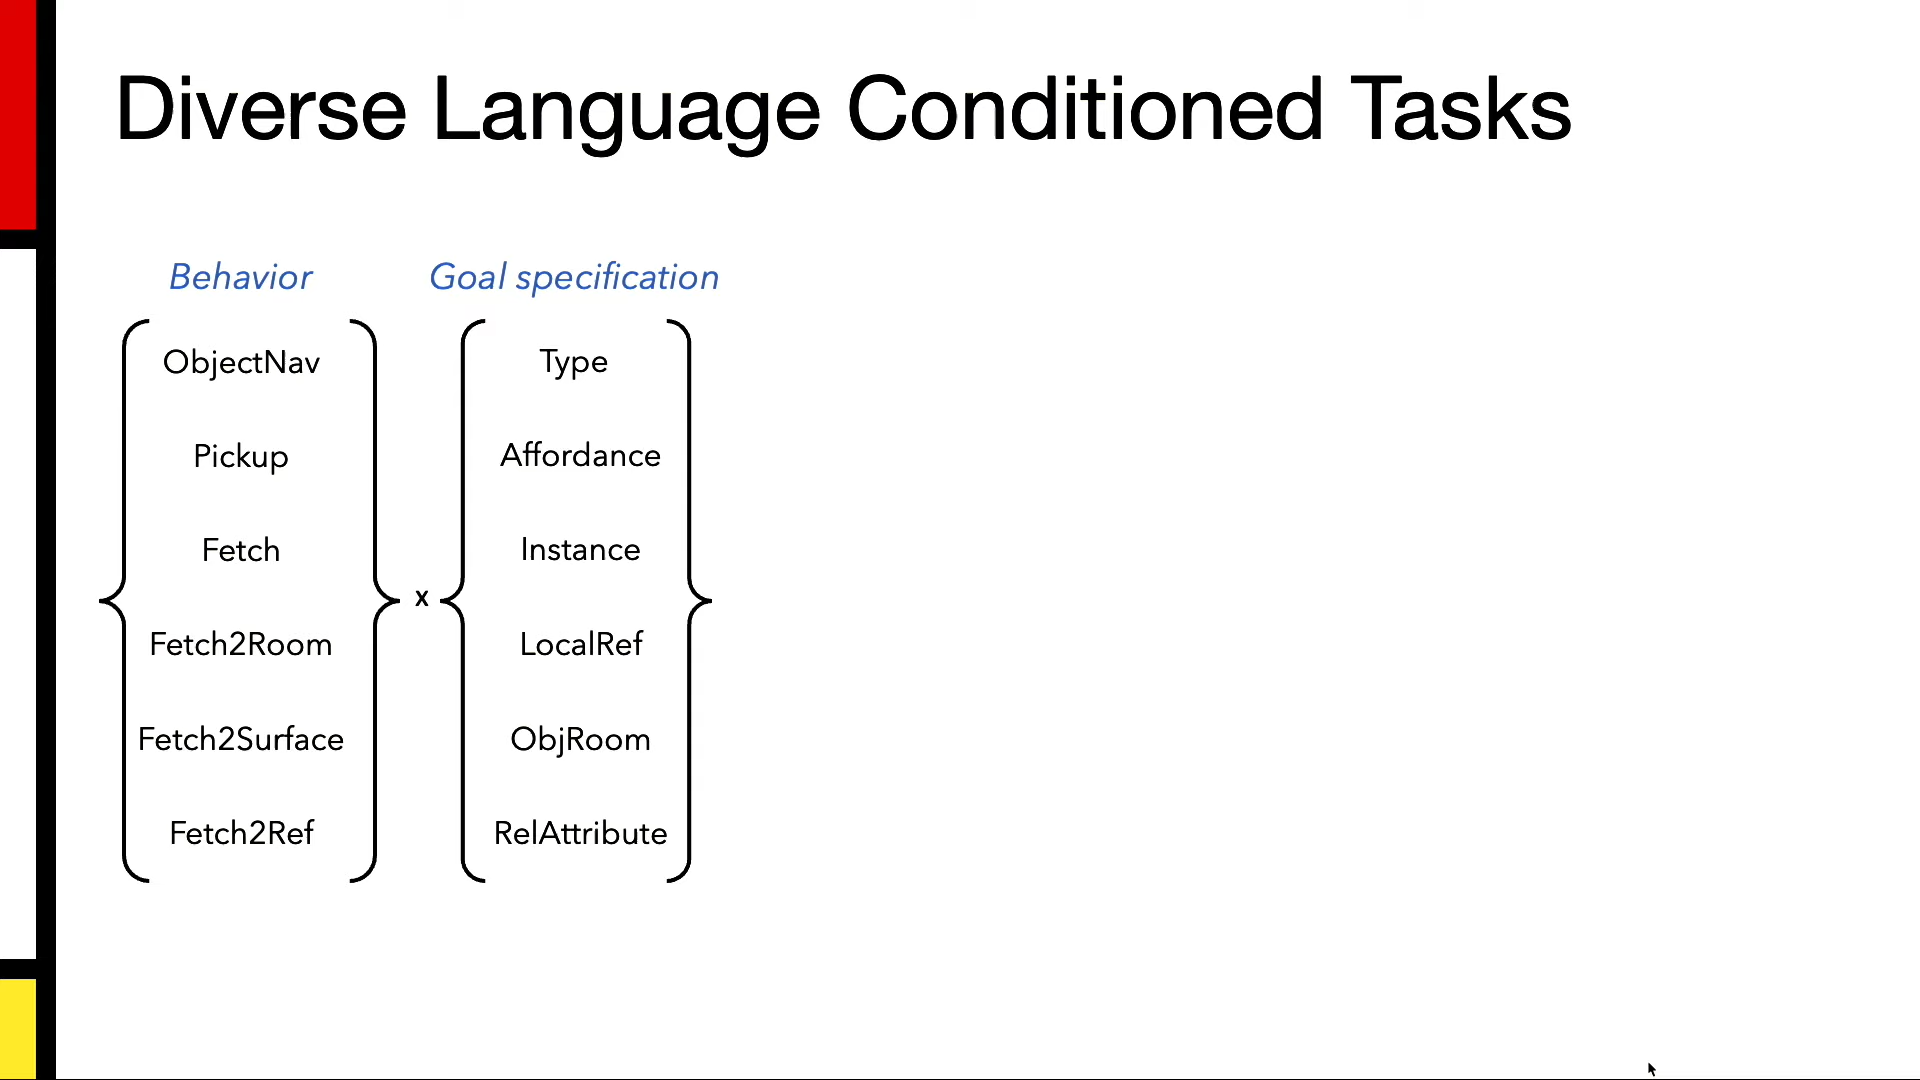 Diverse Language Conditioned Tasks
Behavior
ObjectNav
Pickup
Fetch
Fetch2Room
Fetch2Surface
Fetch2Ref
x
Goal specification
Type
Affordance
Instance
LocalRef
ObjRoom
RelAttribute